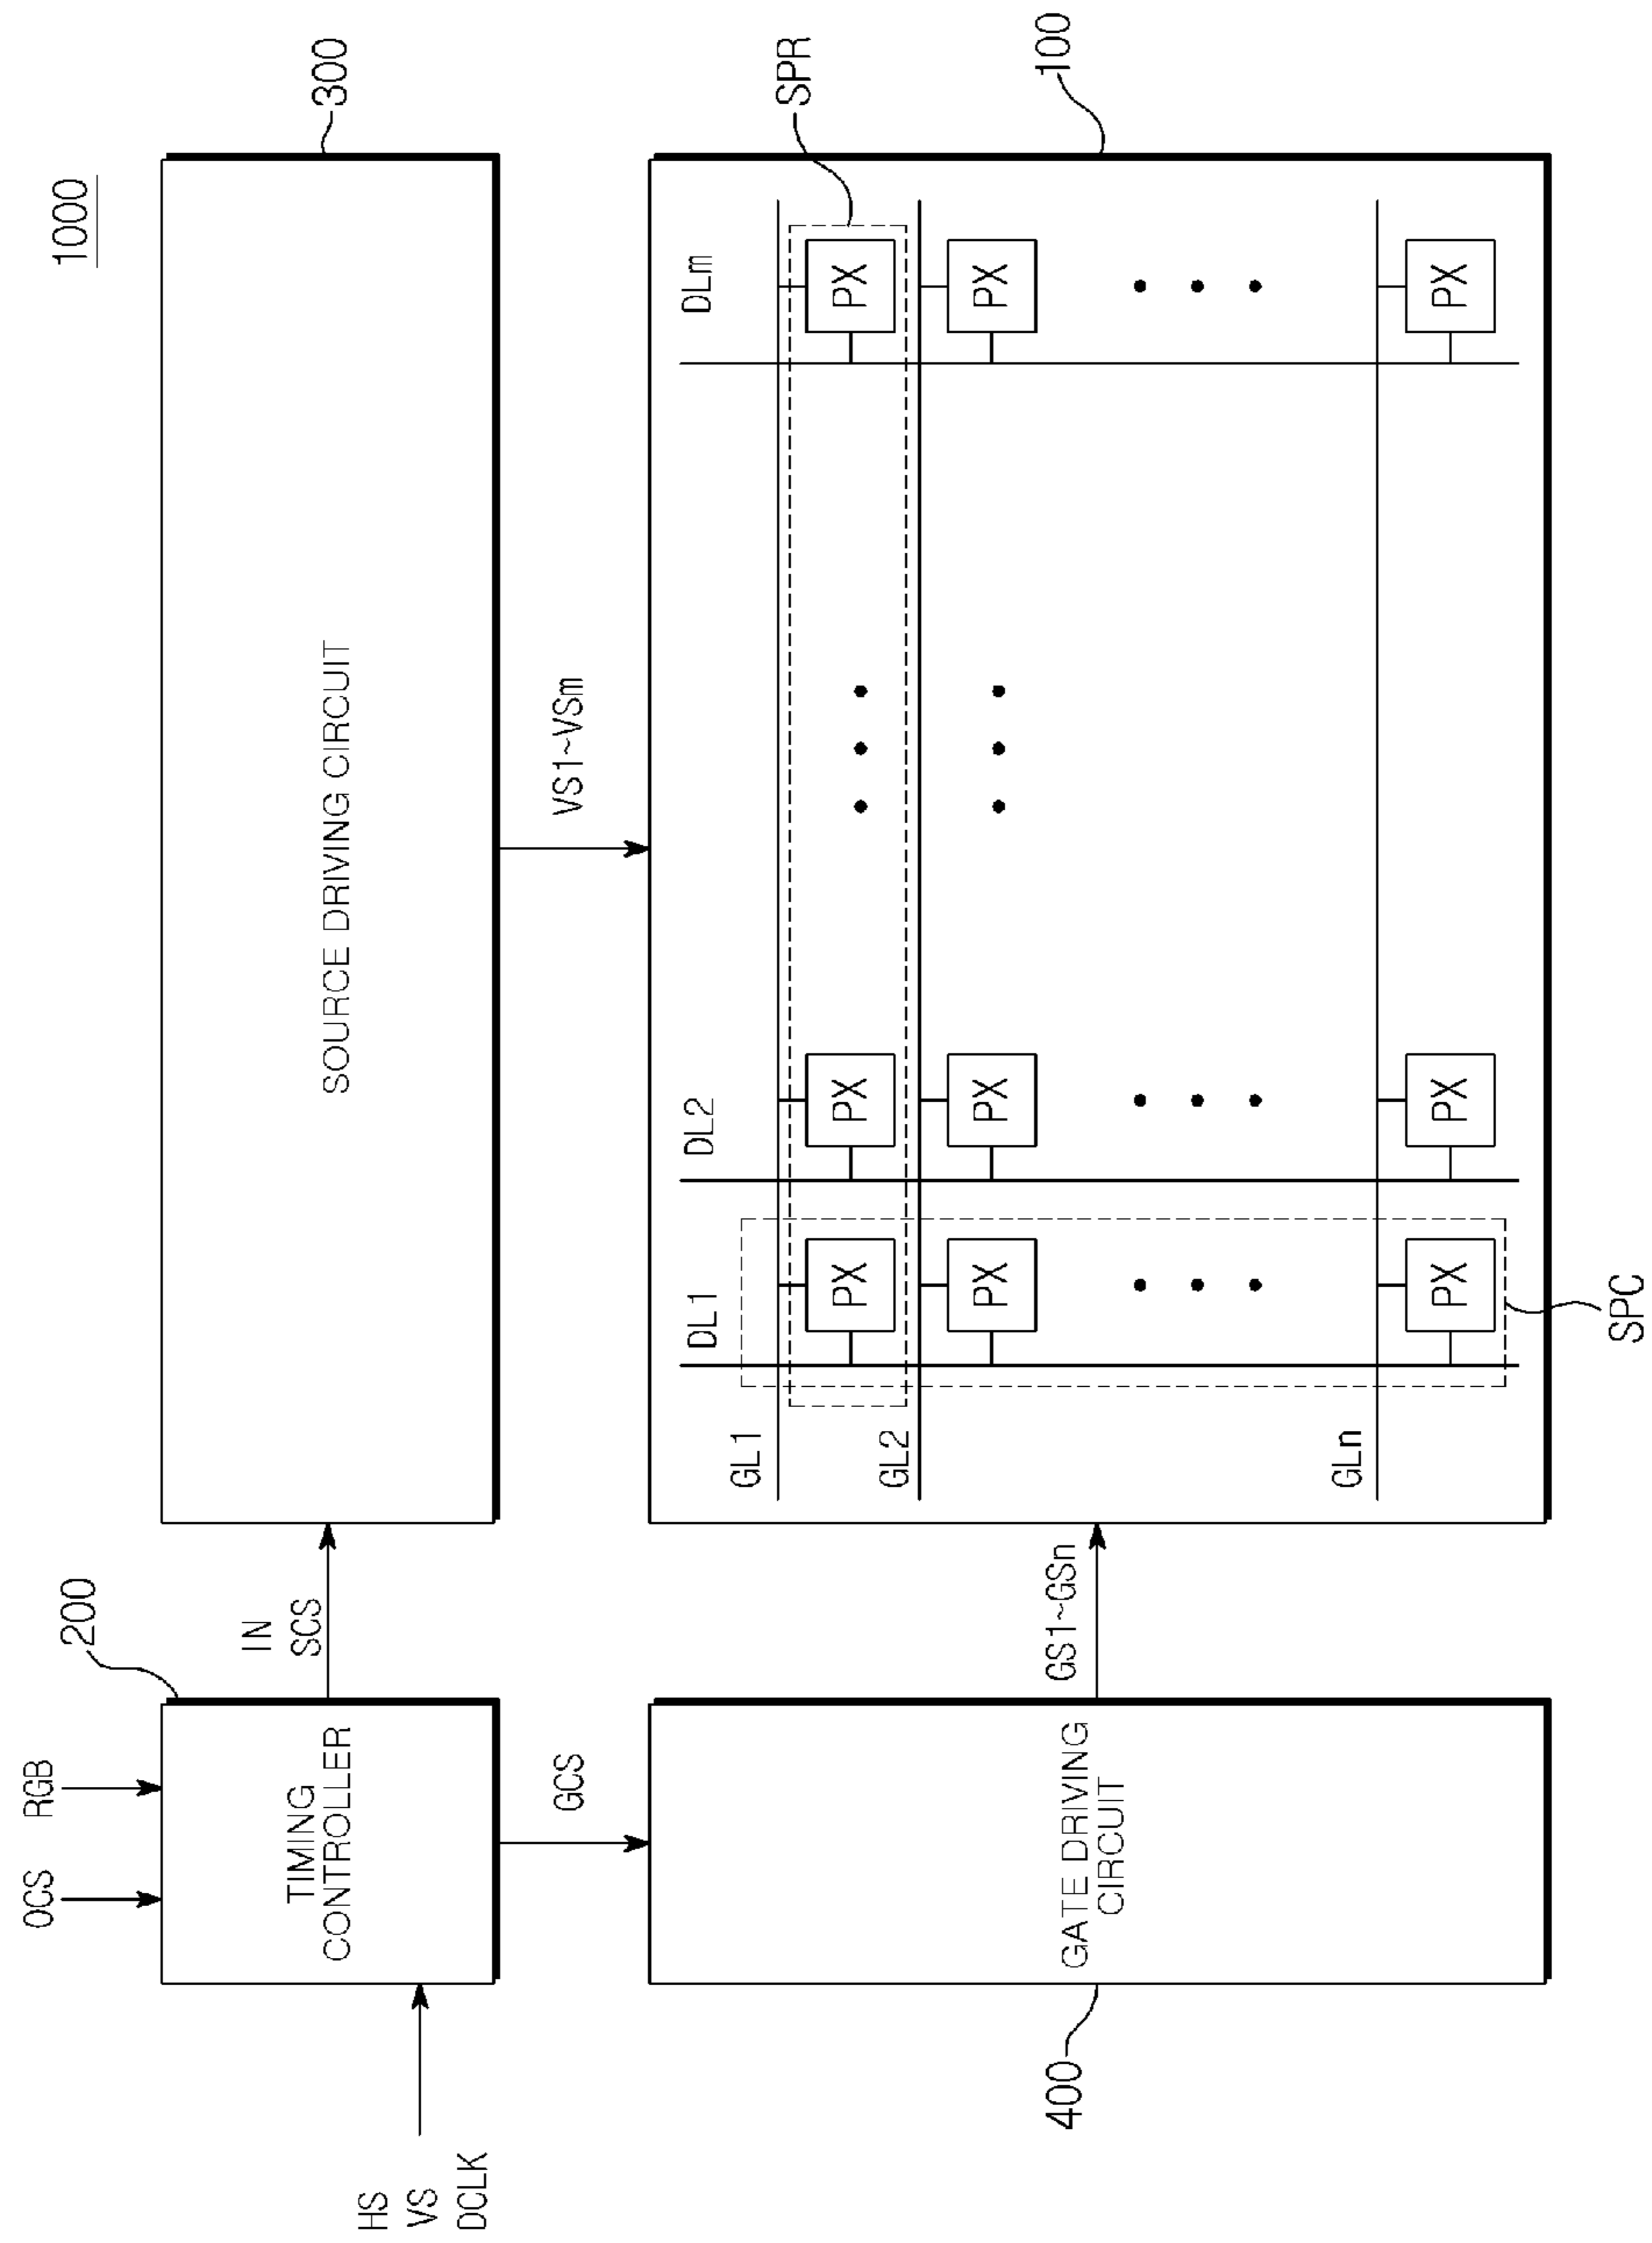 1000
OCS
RGB
200
300
HS
VS
DCLK
TIMING
CONTROLLER
IN
SCS
SOURCE DRIVING CIRCUIT
GCS
VS1~VSm
400
GATE DRIVING
CIRCUIT
GS1~GSn
DL1
DL2
DLm
SPR
100
GL1
PX
PX
PX
GL2
PX
PX
PX
GLn
PX
PX
PX
SPC